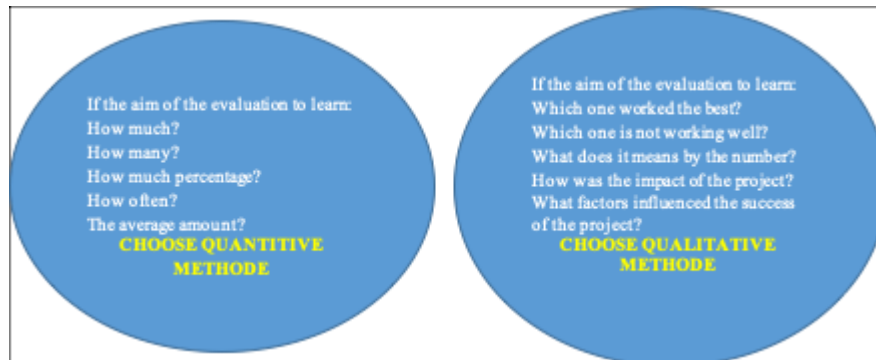 If the aim of the evaluation to learn:
How much?
How many?
How much percentage?
How often?
The average amount?
CHOOSE QUANTITIVE
METHODE
If the aim of the evaluation to learn:
Which one worked the best?
Which one is not working well?
What does it means by the number?
How was the impact of the project?
What factors influenced the success
of the project?
CHOOSE QUALITATIVE
METHODE